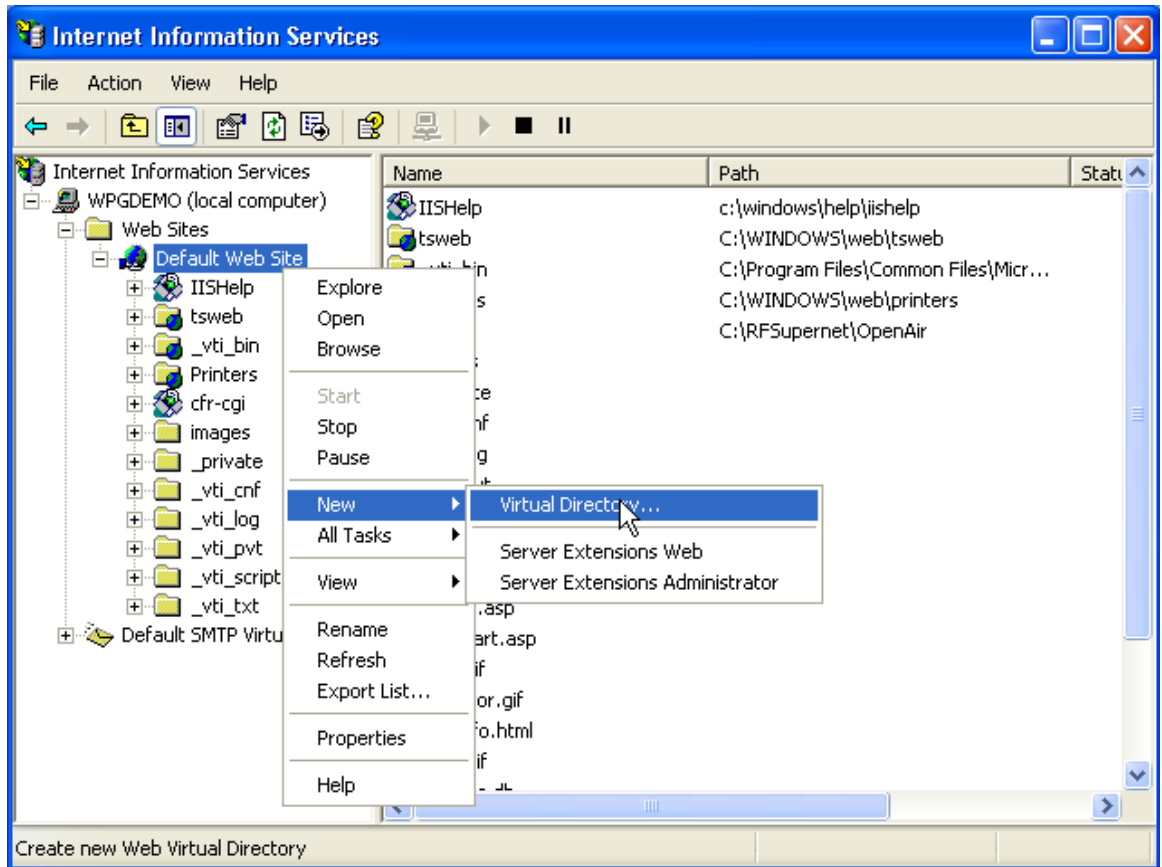 Internet Information Services
File Action View Help
Internet Information Services
WPGDEMO (local computer)
Web Sites
Default Web Site
IISHelp
tsweb
_vti_bin
Printers
cfr-cgi
images
_private
_vti_cnf
_vti_log
_vti_pvt
_vti_script
_vti_txt
Default SMTP Virtu
Explore
Open
Browse
Start
Stop
Pause
New
All Tasks
View
Rename
Refresh
Export List...
Properties
Help
Virtual Directory...
Server Extensions Web
Server Extensions Administrator
Name Path Statu
IISHelp c:\windows\help\iishelp
tsweb C:\WINDOWS\web\tsweb
C:\Program Files\Common Files\Micr...
s C:\WINDOWS\web\printers
C:\RFSupernet\OpenAir
.asp
art.asp
if
or.gif
fo.html
if
Create new Web Virtual Directory